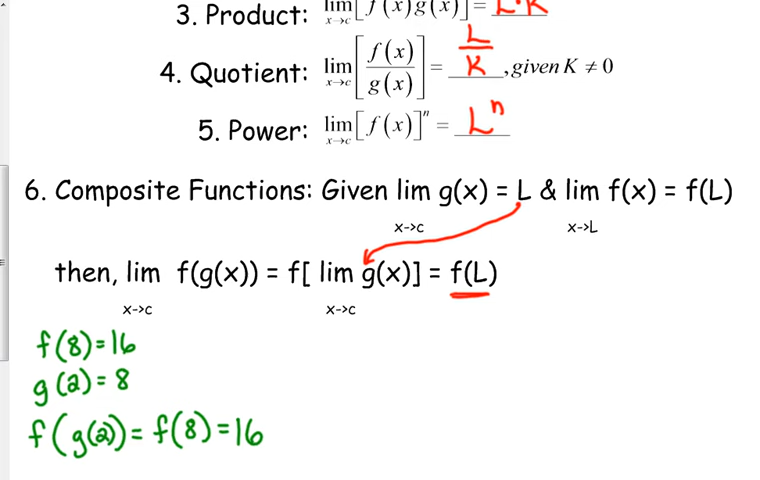 3. Product: lim x→c [f(x)g(x)] = L·K
4. Quotient: lim x→c [f(x)/g(x)] = L/K, given K ≠ 0
5. Power: lim x→c [f(x)]ⁿ = Lⁿ
6. Composite Functions: Given lim g(x) = L & lim f(x) = f(L)
x->c x->L
then, lim f(g(x)) = f[ lim g(x)] = f(L)
x->c x->c
f(8)=16
g(2)=8
f(g(2))=f(8)=16